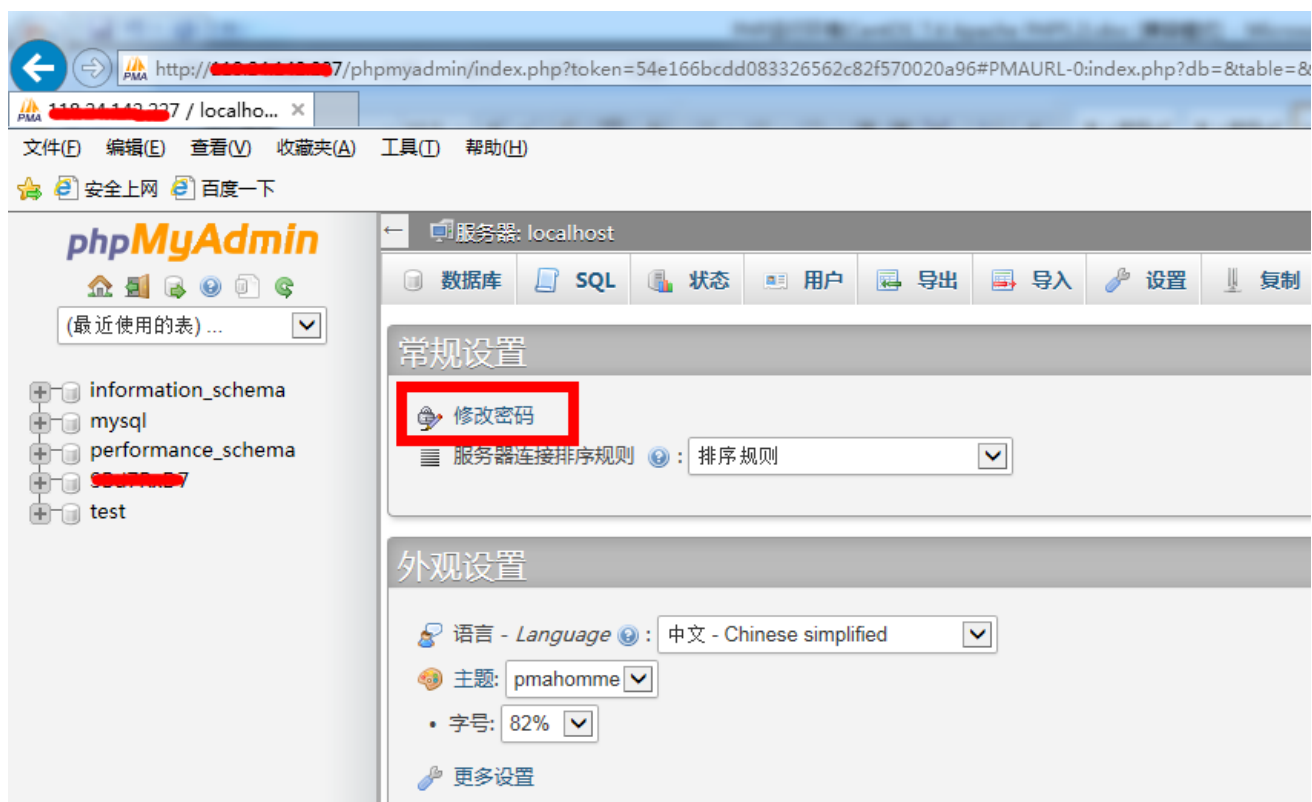 http:// 7/phpmyadmin/index.php?token=54e166bcdd083326562c82f570020a96#PMAURL-0:index.php?db=&table=&
7 / localho...
文件(F) 编辑(E) 查看(V) 收藏夹(A) 工具(T) 帮助(H)
安全上网 百度一下
phpMyAdmin
(最近使用的表) ...
information_schema
mysql
performance_schema
7
test
服务器: localhost
数据库 SQL 状态 用户 导出 导入 设置 复制
常规设置
修改密码
服务器连接排序规则 : 排序规则
外观设置
语言 - Language : 中文 - Chinese simplified
主题: pmahomme
• 字号: 82%
更多设置